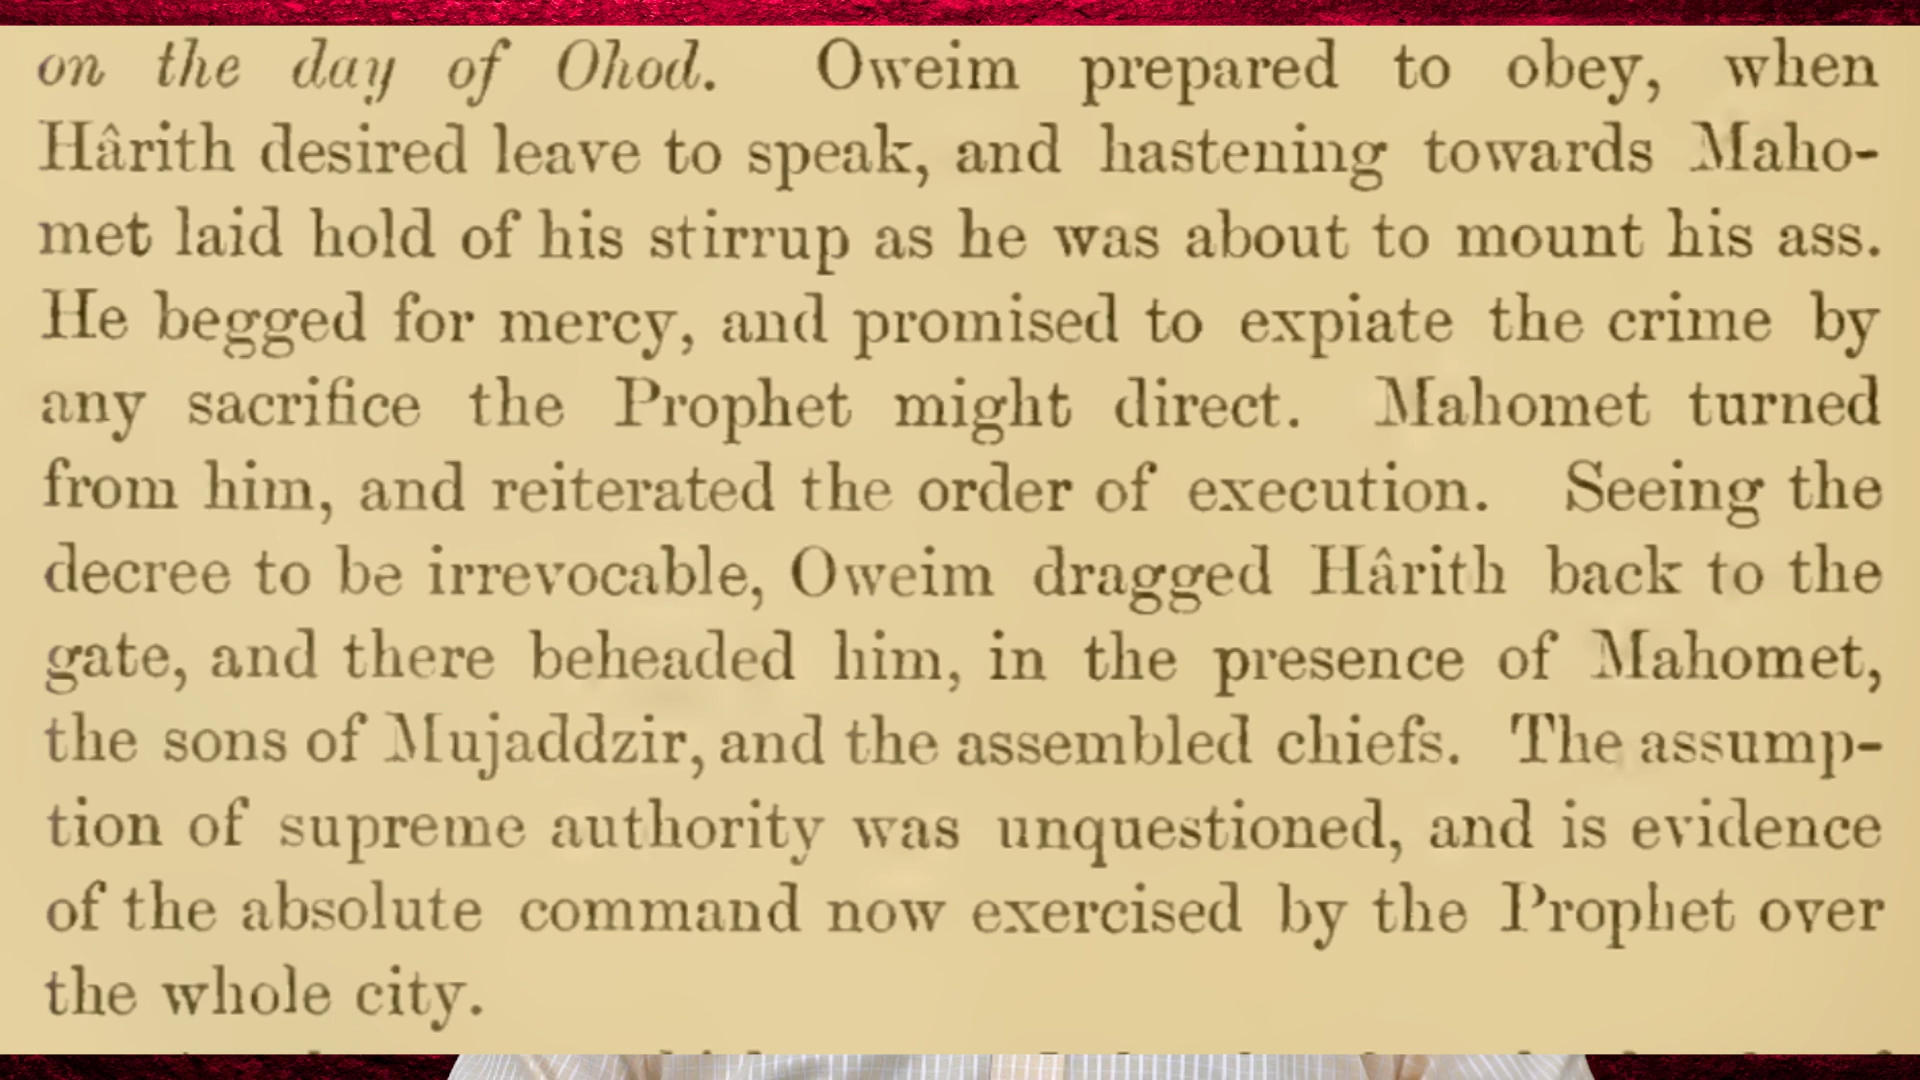 on the day of Ohod. Oweim prepared to obey, when
Hârith desired leave to speak, and hastening towards Maho-
met laid hold of his stirrup as he was about to mount his ass.
He begged for mercy, and promised to expiate the crime by
any sacrifice the Prophet might direct. Mahomet turned
from him, and reiterated the order of execution. Seeing the
decree to be irrevocable, Oweim dragged Hârith back to the
gate, and there beheaded him, in the presence of Mahomet,
the sons of Mujaddzir, and the assembled chiefs. The assump-
tion of supreme authority was unquestioned, and is evidence
of the absolute command now exercised by the Prophet over
the whole city.